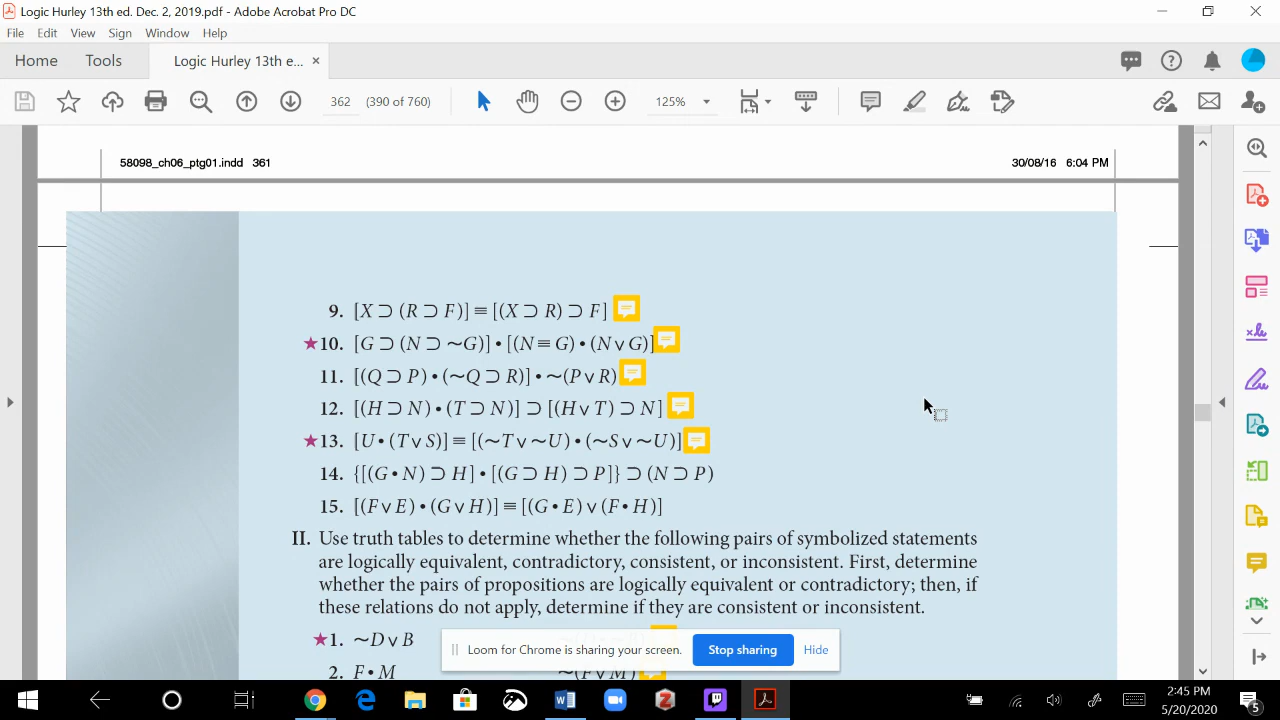 Logic Hurley 13th ed. Dec. 2, 2019.pdf - Adobe Acrobat Pro DC
File Edit View Sign Window Help
Home Tools Logic Hurley 13th e... ×
362 (390 of 760) 125%
58098_ch06_ptg01.indd 361 30/08/16 6:04 PM
9. [X ⊃ (R ⊃ F)] ≡ [(X ⊃ R) ⊃ F]
★10. [G ⊃ (N ⊃ ~G)] • [(N ≡ G) • (N v G)]
11. [(Q ⊃ P) • (~Q ⊃ R)] • ~(P v R)
12. [(H ⊃ N) • (T ⊃ N)] ⊃ [(H v T) ⊃ N]
★13. [U • (T v S)] ≡ [(~T v ~U) • (~S v ~U)]
14. {[(G • N) ⊃ H] • [(G ⊃ H) ⊃ P]} ⊃ (N ⊃ P)
15. [(F v E) • (G v H)] ≡ [(G • E) v (F • H)]
II. Use truth tables to determine whether the following pairs of symbolized statements
are logically equivalent, contradictory, consistent, or inconsistent. First, determine
whether the pairs of propositions are logically equivalent or contradictory; then, if
these relations do not apply, determine if they are consistent or inconsistent.
★1. ~D v B
Loom for Chrome is sharing your screen. Stop sharing Hide
2. F • M ~(F v M)
2:45 PM
5/20/2020
5